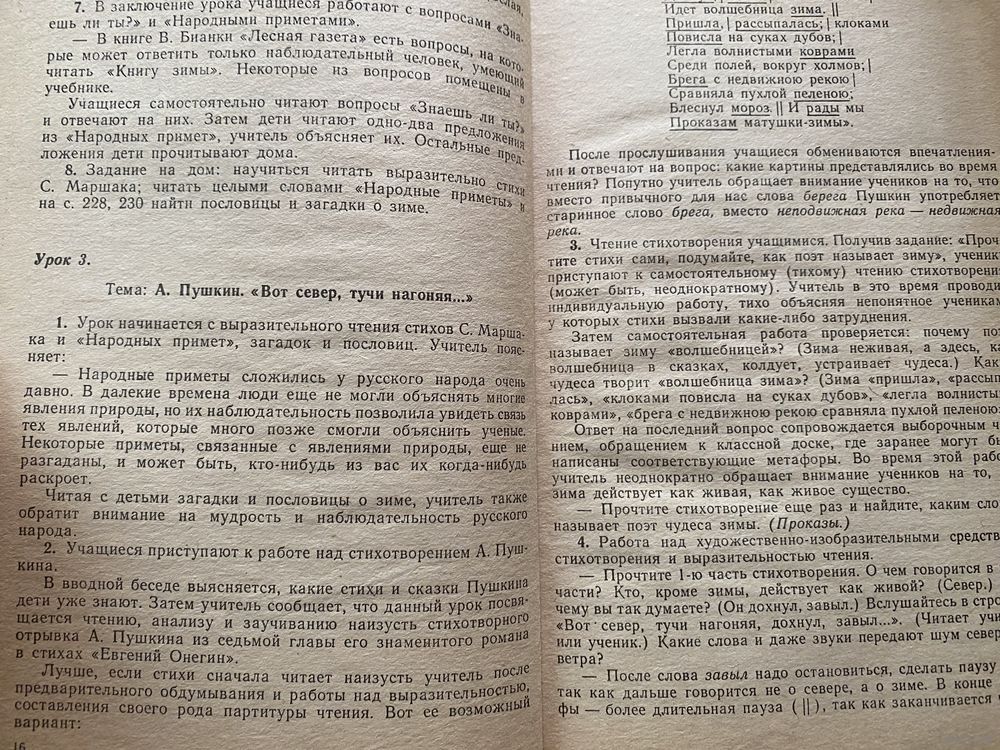 7. В заключение урока учащиеся работают с вопросами «Зна-
ешь ли ты?» и «Народными приметами».
— В книге В. Бианки «Лесная газета» есть вопросы, на кото-
рые может ответить только наблюдательный человек, умеющий
читать «Книгу зимы». Некоторые из вопросов помещены в
учебнике.
Учащиеся самостоятельно читают вопросы «Знаешь ли ты?»
и отвечают на них. Затем дети читают одно-два предложения
из «Народных примет», учитель объясняет их. Остальные пред-
ложения дети прочитывают дома.
8. Задание на дом: научиться читать выразительно стихи
С. Маршака; читать целыми словами «Народные приметы» и
на с. 228, 230 найти пословицы и загадки о зиме.
Урок 3.
Тема: А. Пушкин. «Вот север, тучи нагоняя...»
1. Урок начинается с выразительного чтения стихов С. Марша-
ка и «Народных примет», загадок и пословиц. Учитель пояс-
няет:
— Народные приметы сложились у русского народа очень
давно. В далекие времена люди еще не могли объяснять многие
явления природы, но их наблюдательность позволила увидеть связь
тех явлений, которые много позже смогли объяснить ученые.
Некоторые приметы, связанные с явлениями природы, еще не
разгаданы, и может быть, кто-нибудь из вас их когда-нибудь
раскроет.
Читая с детьми загадки и пословицы о зиме, учитель также
обратит внимание на мудрость и наблюдательность русского
народа.
2. Учащиеся приступают к работе над стихотворением А. Пуш-
кина.
В вводной беседе выясняется, какие стихи и сказки Пушкина
дети уже знают. Затем учитель сообщает, что данный урок посвя-
щается чтению, анализу и заучиванию наизусть стихотворного
отрывка А. Пушкина из седьмой главы его знаменитого романа
в стихах «Евгений Онегин».
Лучше, если стихи сначала читает наизусть учитель после
предварительного обдумывания и работы над выразительностью,
составления своего рода партитуры чтения. Вот ее возможный
вариант:
16
Идет волшебница зима. ||
Пришла, | рассыпалась; | клоками
Повисла на суках дубов; |
Легла волнистыми коврами
Среди полей, вокруг холмов; |
Брега с недвижною рекою |
Сравняла пухлой пеленою;
Блеснул мороз. || И рады мы
Проказам матушки-зимы».
После прослушивания учащиеся обмениваются впечатления-
ми и отвечают на вопрос: какие картины представлялись во время
чтения? Попутно учитель обращает внимание учеников на то, что
вместо привычного для нас слова берега Пушкин употребляет
старинное слово брега, вместо неподвижная река — недвижная
река.
3. Чтение стихотворения учащимися. Получив задание: «Проч
тите стихи сами, подумайте, как поэт называет зиму», ученик
приступают к самостоятельному (тихому) чтению стихотворени
(может быть, неоднократному). Учитель в это время проводи
индивидуальную работу, тихо объясняя непонятное ученикам
у которых стихи вызвали какие-либо затруднения.
Затем самостоятельная работа проверяется: почему поэ
называет зиму «волшебницей»? (Зима неживая, а здесь, ка
волшебница в сказках, колдует, устраивает чудеса.) Как
чудеса творит «волшебница зима»? (Зима «пришла», «рассып
лась», «клоками повисла на суках дубов», «легла волнисты
коврами», «брега с недвижною рекою сравняла пухлой пеленою
Ответ на последний вопрос сопровождается выборочным ч
нием, обращением к классной доске, где заранее могут бы
написаны соответствующие метафоры. Во время этой рабо
учитель неоднократно обращает внимание учеников на то,
зима действует как живая, как живое существо.
— Прочтите стихотворение еще раз и найдите, каким сло
называет поэт чудеса зимы. (Проказы.)
4. Работа над художественно-изобразительными средств
стихотворения и выразительностью чтения.
— Прочтите 1-ю часть стихотворения. О чем говорится в
части? Кто, кроме зимы, действует как живой? (Север.)
чему вы так думаете? (Он дохнул, завыл.) Вслушайтесь в стро
«Вот север, тучи нагоняя, дохнул, завыл...». (Читает учи
или ученик.) Какие слова и даже звуки передают шум север
ветра?
— После слова завыл надо остановиться, сделать паузу
так как дальше говорится не о севере, а о зиме. В конце
фы — более длительная пауза ( || ), так как заканчивается